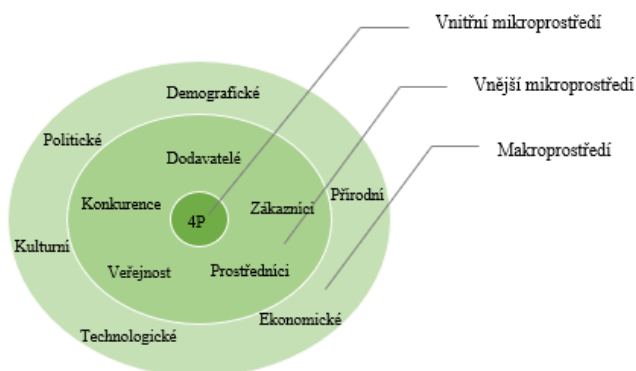 Vnitřní mikroprostředí
Vnější mikroprostředí
Makroprostředí
Demografické
Politické
Dodavatelé
Konkurence
Zákazníci
Přírodní
4P
Kulturní
Veřejnost
Prostředníci
Ekonomické
Technologické